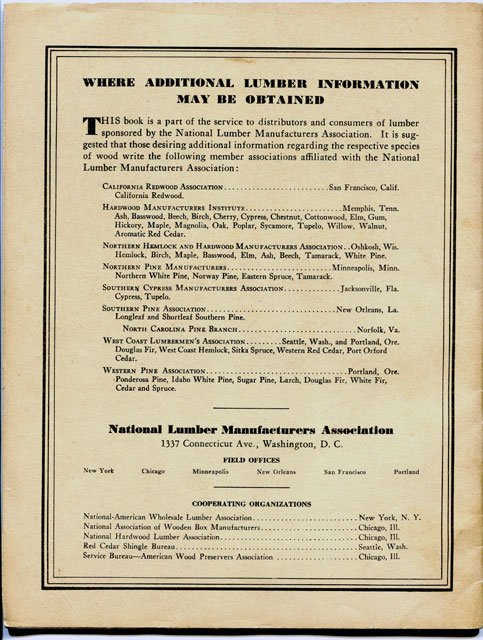 WHERE ADDITIONAL LUMBER INFORMATION
MAY BE OBTAINED
THIS book is a part of the service to distributors and consumers of lumber
sponsored by the National Lumber Manufacturers Association. It is sug-
gested that those desiring additional information regarding the respective species
of wood write the following member associations affiliated with the National
Lumber Manufacturers Association:
CALIFORNIA REDWOOD ASSOCIATION........................San Francisco, Calif.
California Redwood.
HARDWOOD MANUFACTURERS INSTITUTE......................Memphis, Tenn.
Ash, Basswood, Beech, Birch, Cherry, Cypress, Chestnut, Cottonwood, Elm, Gum,
Hickory, Maple, Magnolia, Oak, Poplar, Sycamore, Tupelo, Willow, Walnut,
Aromatic Red Cedar.
NORTHERN HEMLOCK AND HARDWOOD MANUFACTURERS ASSOCIATION..Oshkosh, Wis.
Hemlock, Birch, Maple, Basswood, Elm, Ash, Beech, Tamarack, White Pine.
NORTHERN PINE MANUFACTURERS........................Minneapolis, Minn.
Northern White Pine, Norway Pine, Eastern Spruce, Tamarack.
SOUTHERN CYPRESS MANUFACTURERS ASSOCIATION............Jacksonville, Fla.
Cypress, Tupelo.
SOUTHERN PINE ASSOCIATION..............................New Orleans, La.
Longleaf and Shortleaf Southern Pine.
NORTH CAROLINA PINE BRANCH..........................Norfolk, Va.
WEST COAST LUMBERMEN'S ASSOCIATION........Seattle, Wash., and Portland, Ore.
Douglas Fir, West Coast Hemlock, Sitka Spruce, Western Red Cedar, Port Orford
Cedar.
WESTERN PINE ASSOCIATION..............................Portland, Ore.
Ponderosa Pine, Idaho White Pine, Sugar Pine, Larch, Douglas Fir, White Fir,
Cedar and Spruce.
National Lumber Manufacturers Association
1337 Connecticut Ave., Washington, D. C.
FIELD OFFICES
New York Chicago Minneapolis New Orleans San Francisco Portland
COOPERATING ORGANIZATIONS
National-American Wholesale Lumber Association........................New York, N. Y.
National Association of Wooden Box Manufacturers......................Chicago, Ill.
National Hardwood Lumber Association..............................Chicago, Ill.
Red Cedar Shingle Bureau........................................Seattle, Wash.
Service Bureau—American Wood Preservers Association..................Chicago, Ill.